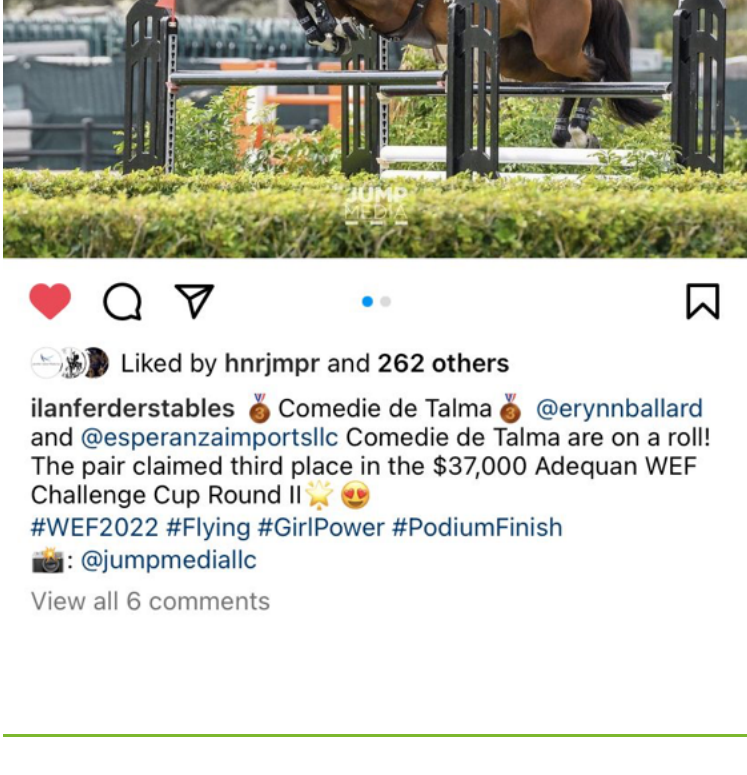 JUMP
MEDIA
Liked by hnrjmpr and 262 others
ilanferderstables 🥉 Comedie de Talma 🥉 @erynnballard
and @esperanzaimportsllc Comedie de Talma are on a roll!
The pair claimed third place in the $37,000 Adequan WEF
Challenge Cup Round II 🌟 😍
#WEF2022 #Flying #GirlPower #PodiumFinish
📸: @jumpmediallc
View all 6 comments